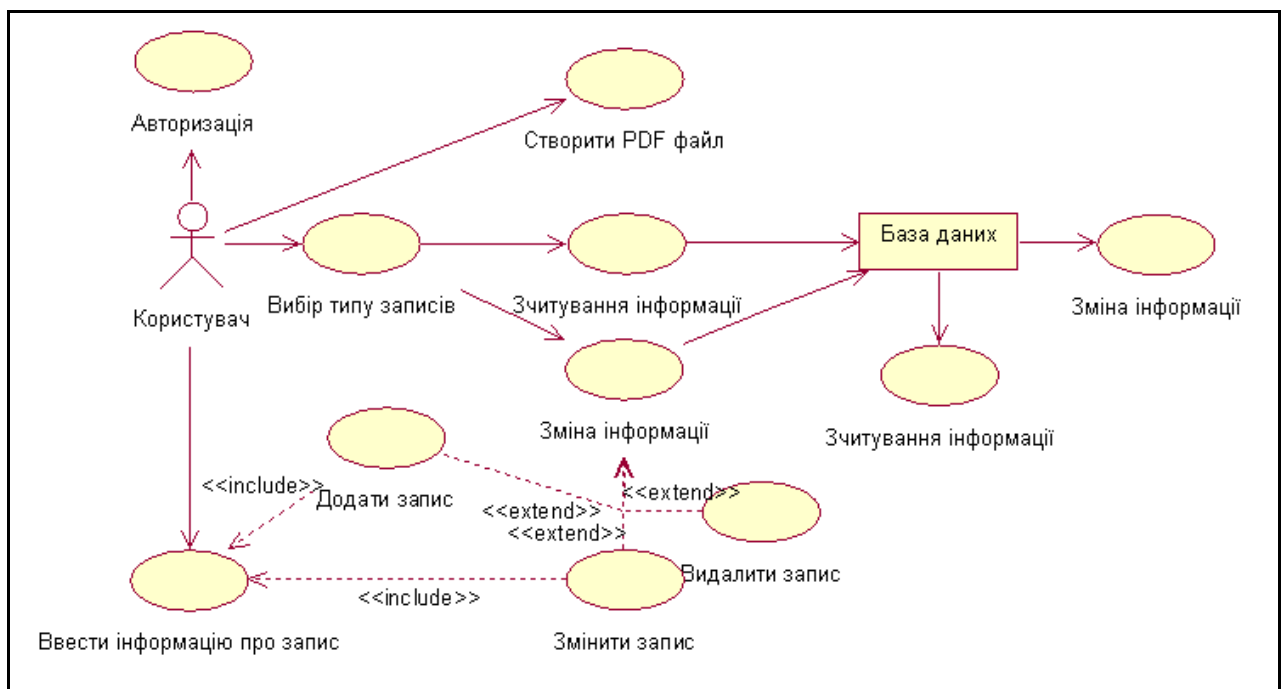 Авторизація
Створити PDF файл
База даних
Користувач
Вибір типу записів
Зчитування інформації
Зміна інформації
Зміна інформації
Зчитування інформації
<<include>>
Додати запис
<<extend>>
<<extend>>
<<extend>>
Видалити запис
<<include>>
Ввести інформацію про запис
Змінити запис